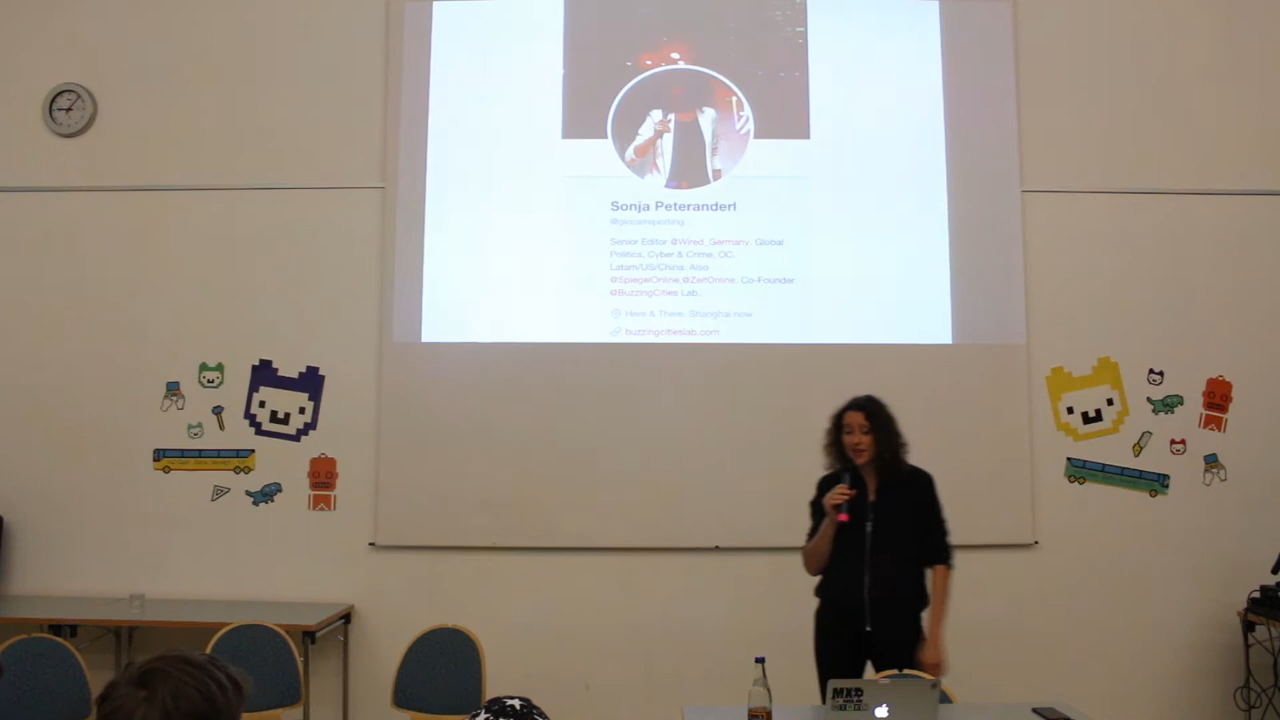 Sonja Peteranderl
@globalreporting
Senior Editor @Wired_Germany. Global
Politics, Cyber & Crime, OC,
Latam/US/China. Also
@SpiegelOnline,@ZeitOnline. Co-Founder
@BuzzingCities Lab.
Here & There. Shanghai now
buzzingcitieslab.com